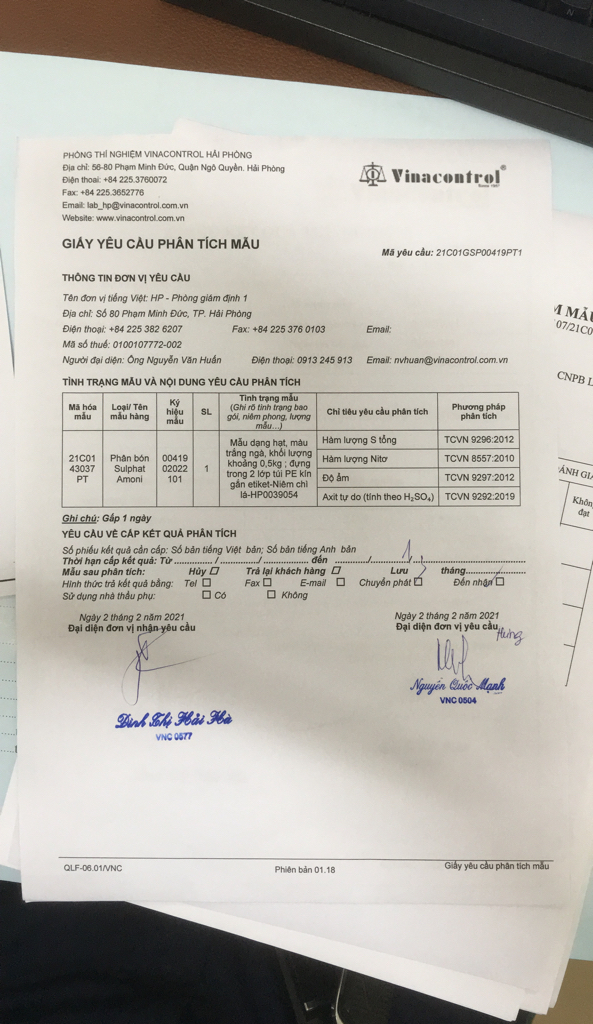 PHÒNG THÍ NGHIỆM VINACONTROL HẢI PHÒNG
Địa chỉ: 56-80 Phạm Minh Đức, Quận Ngô Quyền. Hải Phòng
Điện thoại: +84 225.3760072
Fax: +84 225.3652776
Email: lab_hp@vinacontrol.com.vn
Website: www.vinacontrol.com.vn
Vinacontrol®
Since 1957
GIẤY YÊU CẦU PHÂN TÍCH MẪU
Mã yêu cầu: 21C01GSP00419PT1
THÔNG TIN ĐƠN VỊ YÊU CẦU
Tên đơn vị tiếng Việt: HP - Phòng giám định 1
Địa chỉ: Số 80 Phạm Minh Đức, TP. Hải Phòng
Điện thoại: +84 225 382 6207 Fax: +84 225 376 0103 Email:
Mã số thuế: 0100107772-002
Người đại diện: Ông Nguyễn Văn Huấn Điện thoại: 0913 245 913 Email: nvhuan@vinacontrol.com.vn
TÌNH TRẠNG MẪU VÀ NỘI DUNG YÊU CẦU PHÂN TÍCH
Mã hóa mẫu
Loại/ Tên mẫu hàng
Ký hiệu mẫu
SL
Tình trạng mẫu
(Ghi rõ tình trạng bao gói, niêm phong, lượng mẫu…)
Chỉ tiêu yêu cầu phân tích
Phương pháp phân tích
21C01
43037
PT
Phân bón
Sulphat
Amoni
00419
02022
101
1
Mẫu dạng hạt, màu
trắng ngà, khối lượng
khoảng 0,5kg ; đựng
trong 2 lớp túi PE kín
gắn etiket-Niêm chì
lá-HP0039054
Hàm lượng S tổng TCVN 9296:2012
Hàm lượng Nitơ TCVN 8557:2010
Độ ẩm TCVN 9297:2012
Axit tự do (tính theo H₂SO₄) TCVN 9292:2019
Ghi chú: Gấp 1 ngày
YÊU CẦU VỀ CẤP KẾT QUẢ PHÂN TÍCH
Số phiếu kết quả cần cấp: Số bản tiếng Việt bản; Số bản tiếng Anh bản
Thời hạn cấp kết quả: Từ ............ / ............/ ............ đến ............/............/............
Mẫu sau phân tích: Hủy ☐ Trả lại khách hàng ☐ Lưu tháng............
Hình thức trả kết quả bằng: Tel ☐ Fax ☐ E-mail ☐ Chuyển phát ☐ Đến nhận ☐
Sử dụng nhà thầu phụ: ☐ Có ☐ Không
Ngày 2 tháng 2 năm 2021
Đại diện đơn vị nhận yêu cầu
Đinh Thị Hải Hà
VNC 0577
Ngày 2 tháng 2 năm 2021
Đại diện đơn vị yêu cầu
Hùng
Nguyễn Quốc Mạnh
VNC 0504
QLF-06.01/VNC Phiên bản 01.18 Giấy yêu cầu phân tích mẫu
07/21C0
CNPB L
ÁNH GI
Khôn
đạt